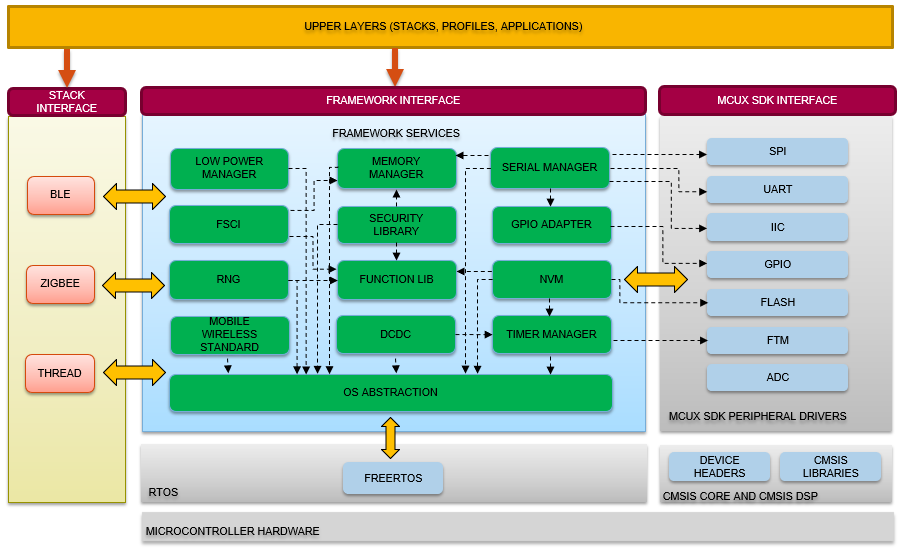 UPPER LAYERS (STACKS, PROFILES, APPLICATIONS)
STACK
INTERFACE
BLE
ZIGBEE
THREAD
FRAMEWORK INTERFACE
FRAMEWORK SERVICES
LOW POWER
MANAGER
MEMORY
MANAGER
SERIAL MANAGER
FSCI
SECURITY
LIBRARY
GPIO ADAPTER
RNG
FUNCTION LIB
NVM
MOBILE
WIRELESS
STANDARD
DCDC
TIMER MANAGER
OS ABSTRACTION
FREERTOS
RTOS
MCUX SDK INTERFACE
SPI
UART
IIC
GPIO
FLASH
FTM
ADC
MCUX SDK PERIPHERAL DRIVERS
DEVICE
HEADERS
CMSIS
LIBRARIES
CMSIS CORE AND CMSIS DSP
MICROCONTROLLER HARDWARE